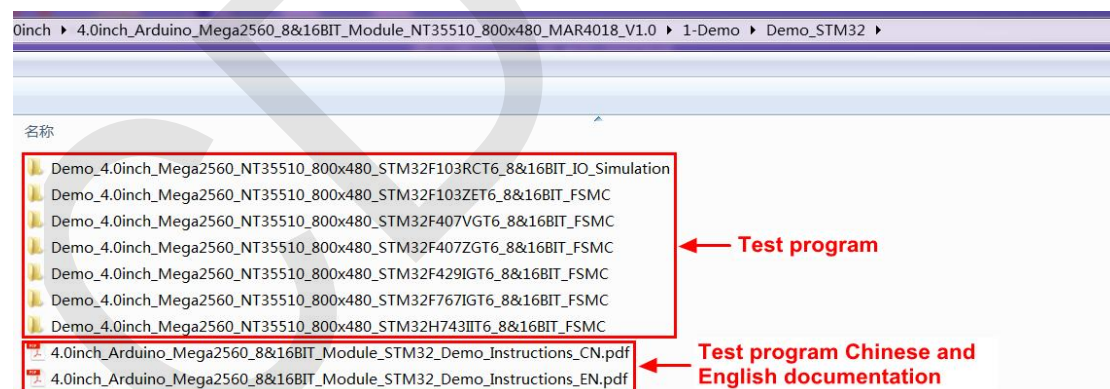 0inch ▸ 4.0inch_Arduino_Mega2560_8&16BIT_Module_NT35510_800x480_MAR4018_V1.0 ▸ 1-Demo ▸ Demo_STM32 ▸
名称
Demo_4.0inch_Mega2560_NT35510_800x480_STM32F103RCT6_8&16BIT_IO_Simulation
Demo_4.0inch_Mega2560_NT35510_800x480_STM32F103ZET6_8&16BIT_FSMC
Demo_4.0inch_Mega2560_NT35510_800x480_STM32F407VGT6_8&16BIT_FSMC
Demo_4.0inch_Mega2560_NT35510_800x480_STM32F407ZGT6_8&16BIT_FSMC
Test program
Demo_4.0inch_Mega2560_NT35510_800x480_STM32F429IGT6_8&16BIT_FSMC
Demo_4.0inch_Mega2560_NT35510_800x480_STM32F767IGT6_8&16BIT_FSMC
Demo_4.0inch_Mega2560_NT35510_800x480_STM32H743IIT6_8&16BIT_FSMC
4.0inch_Arduino_Mega2560_8&16BIT_Module_STM32_Demo_Instructions_CN.pdf
4.0inch_Arduino_Mega2560_8&16BIT_Module_STM32_Demo_Instructions_EN.pdf
Test program Chinese and
English documentation